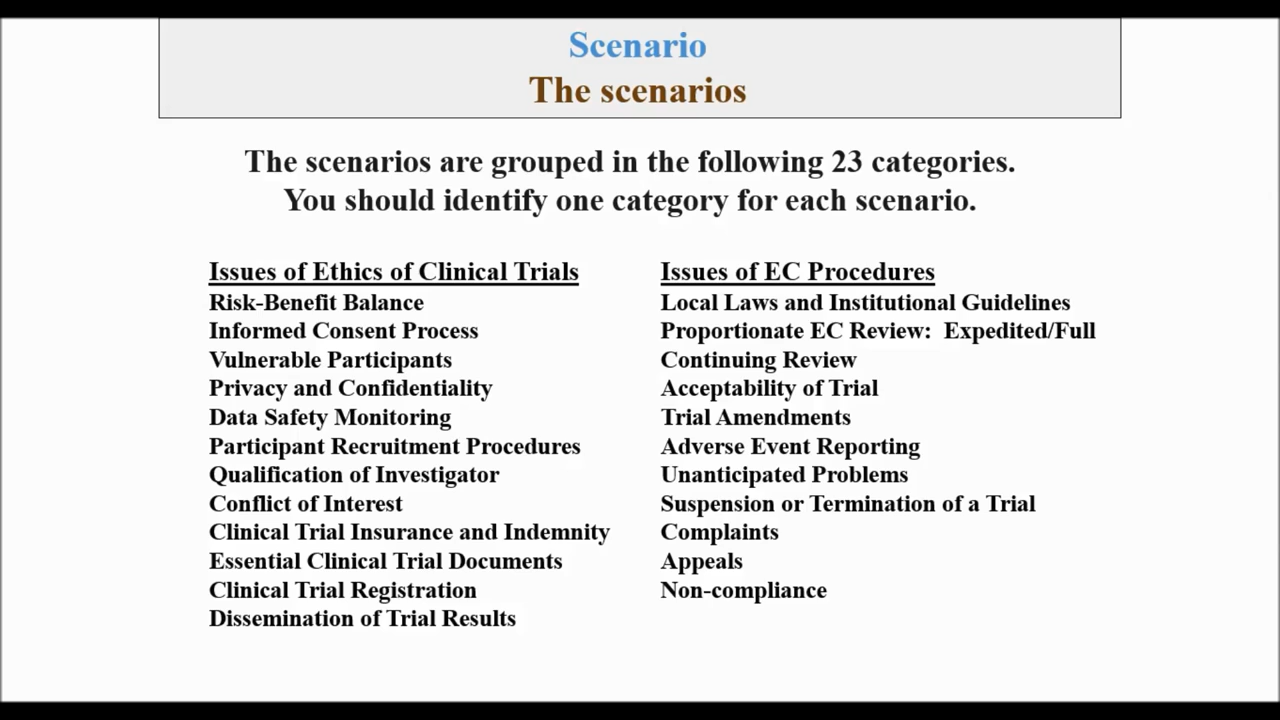 Scenario
The scenarios
The scenarios are grouped in the following 23 categories.
You should identify one category for each scenario.
Issues of Ethics of Clinical Trials
Risk-Benefit Balance
Informed Consent Process
Vulnerable Participants
Privacy and Confidentiality
Data Safety Monitoring
Participant Recruitment Procedures
Qualification of Investigator
Conflict of Interest
Clinical Trial Insurance and Indemnity
Essential Clinical Trial Documents
Clinical Trial Registration
Dissemination of Trial Results
Issues of EC Procedures
Local Laws and Institutional Guidelines
Proportionate EC Review: Expedited/Full
Continuing Review
Acceptability of Trial
Trial Amendments
Adverse Event Reporting
Unanticipated Problems
Suspension or Termination of a Trial
Complaints
Appeals
Non-compliance